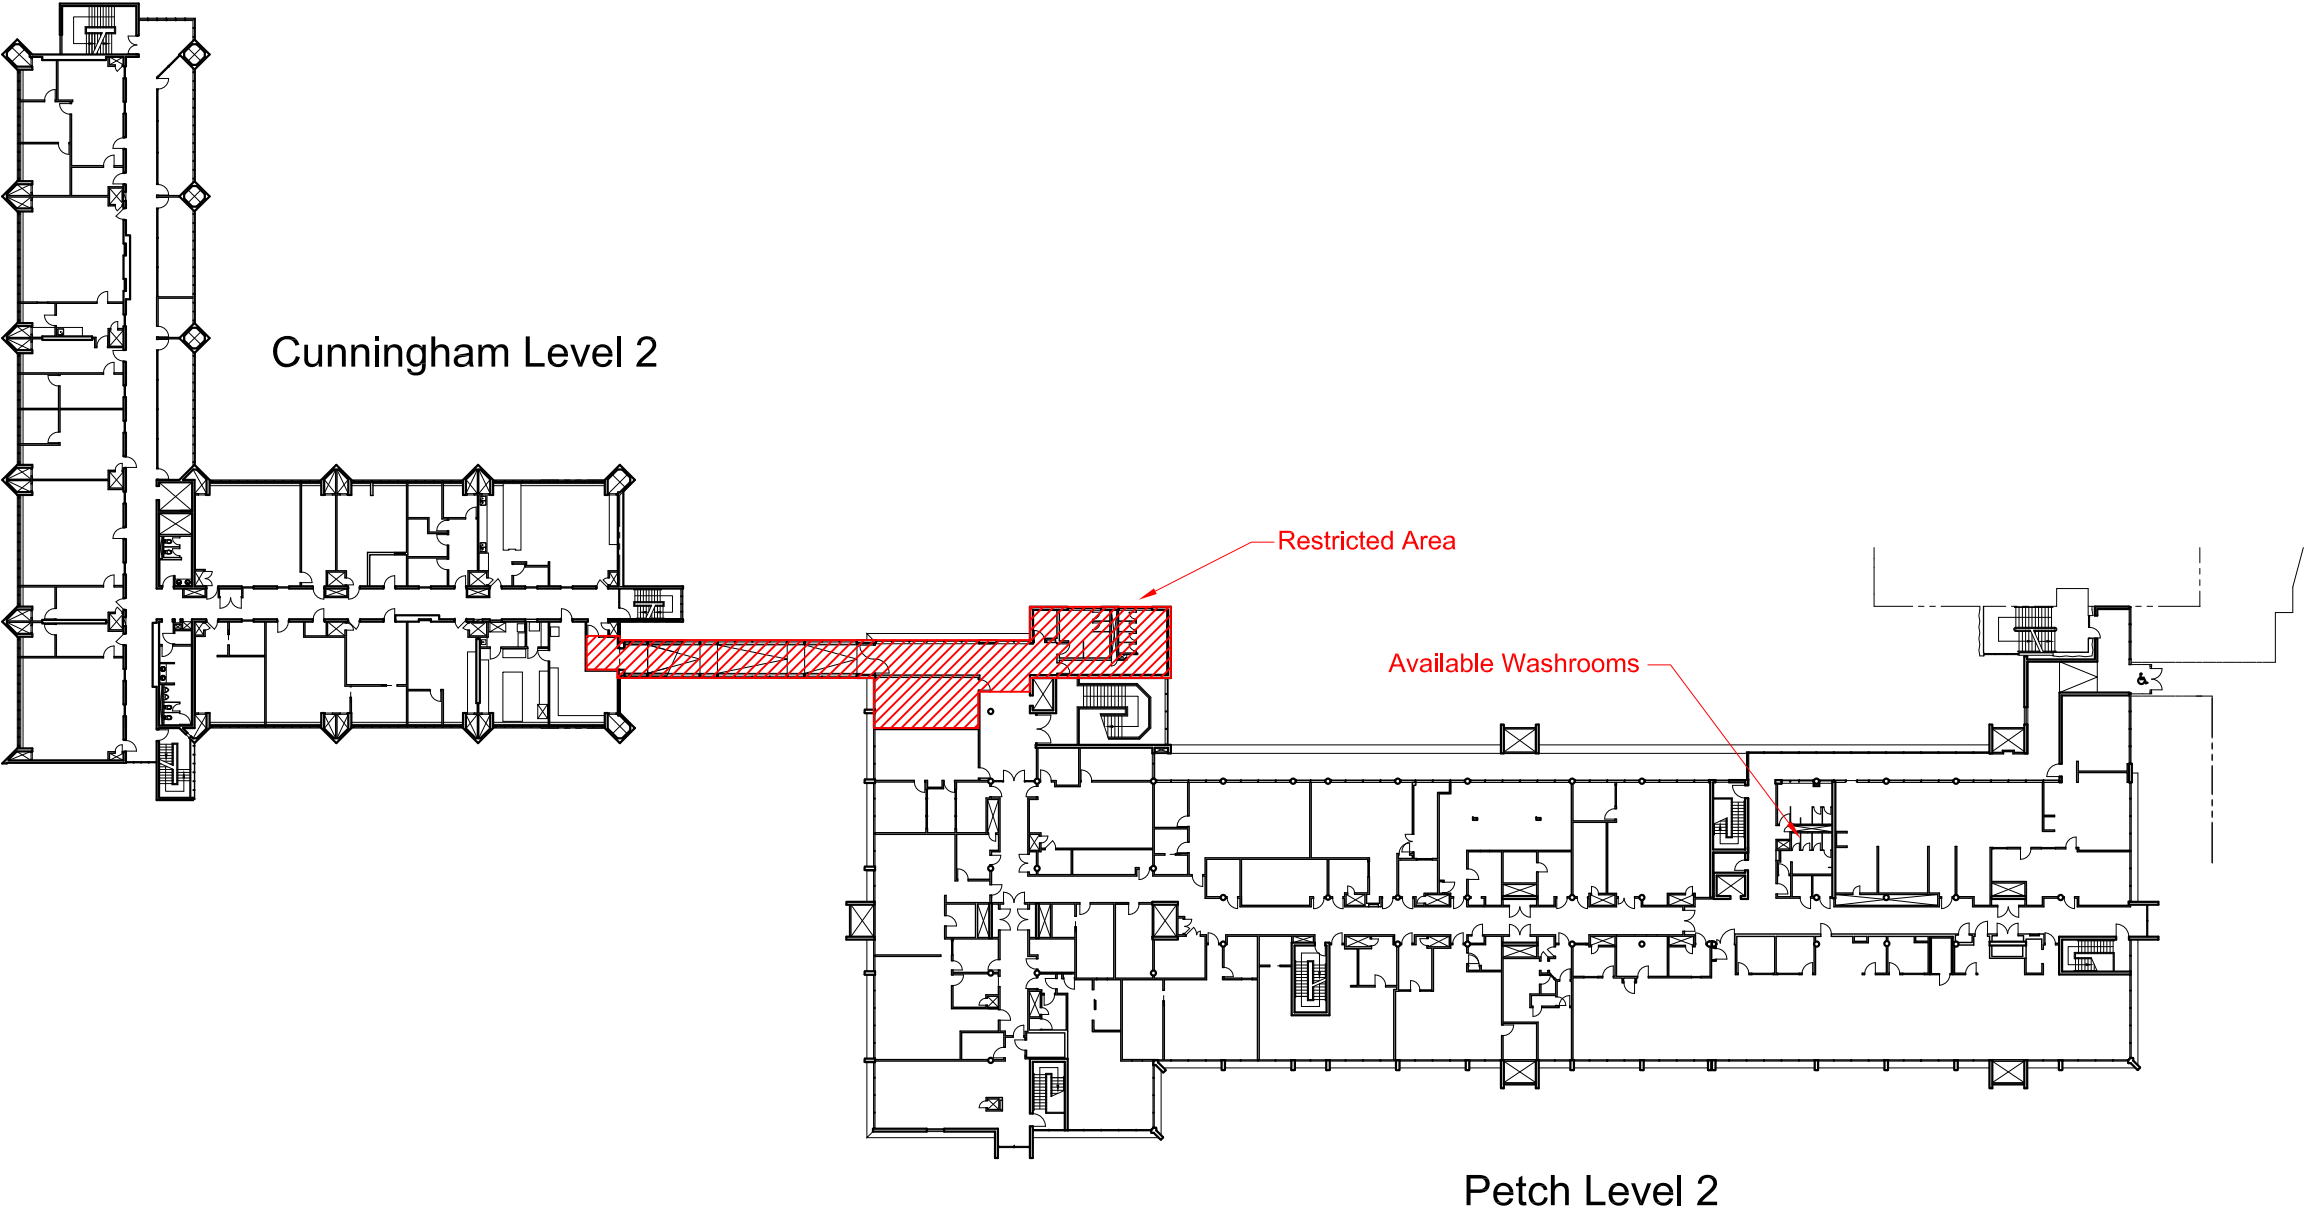 Cunningham Level 2
Restricted Area
Available Washrooms
Petch Level 2